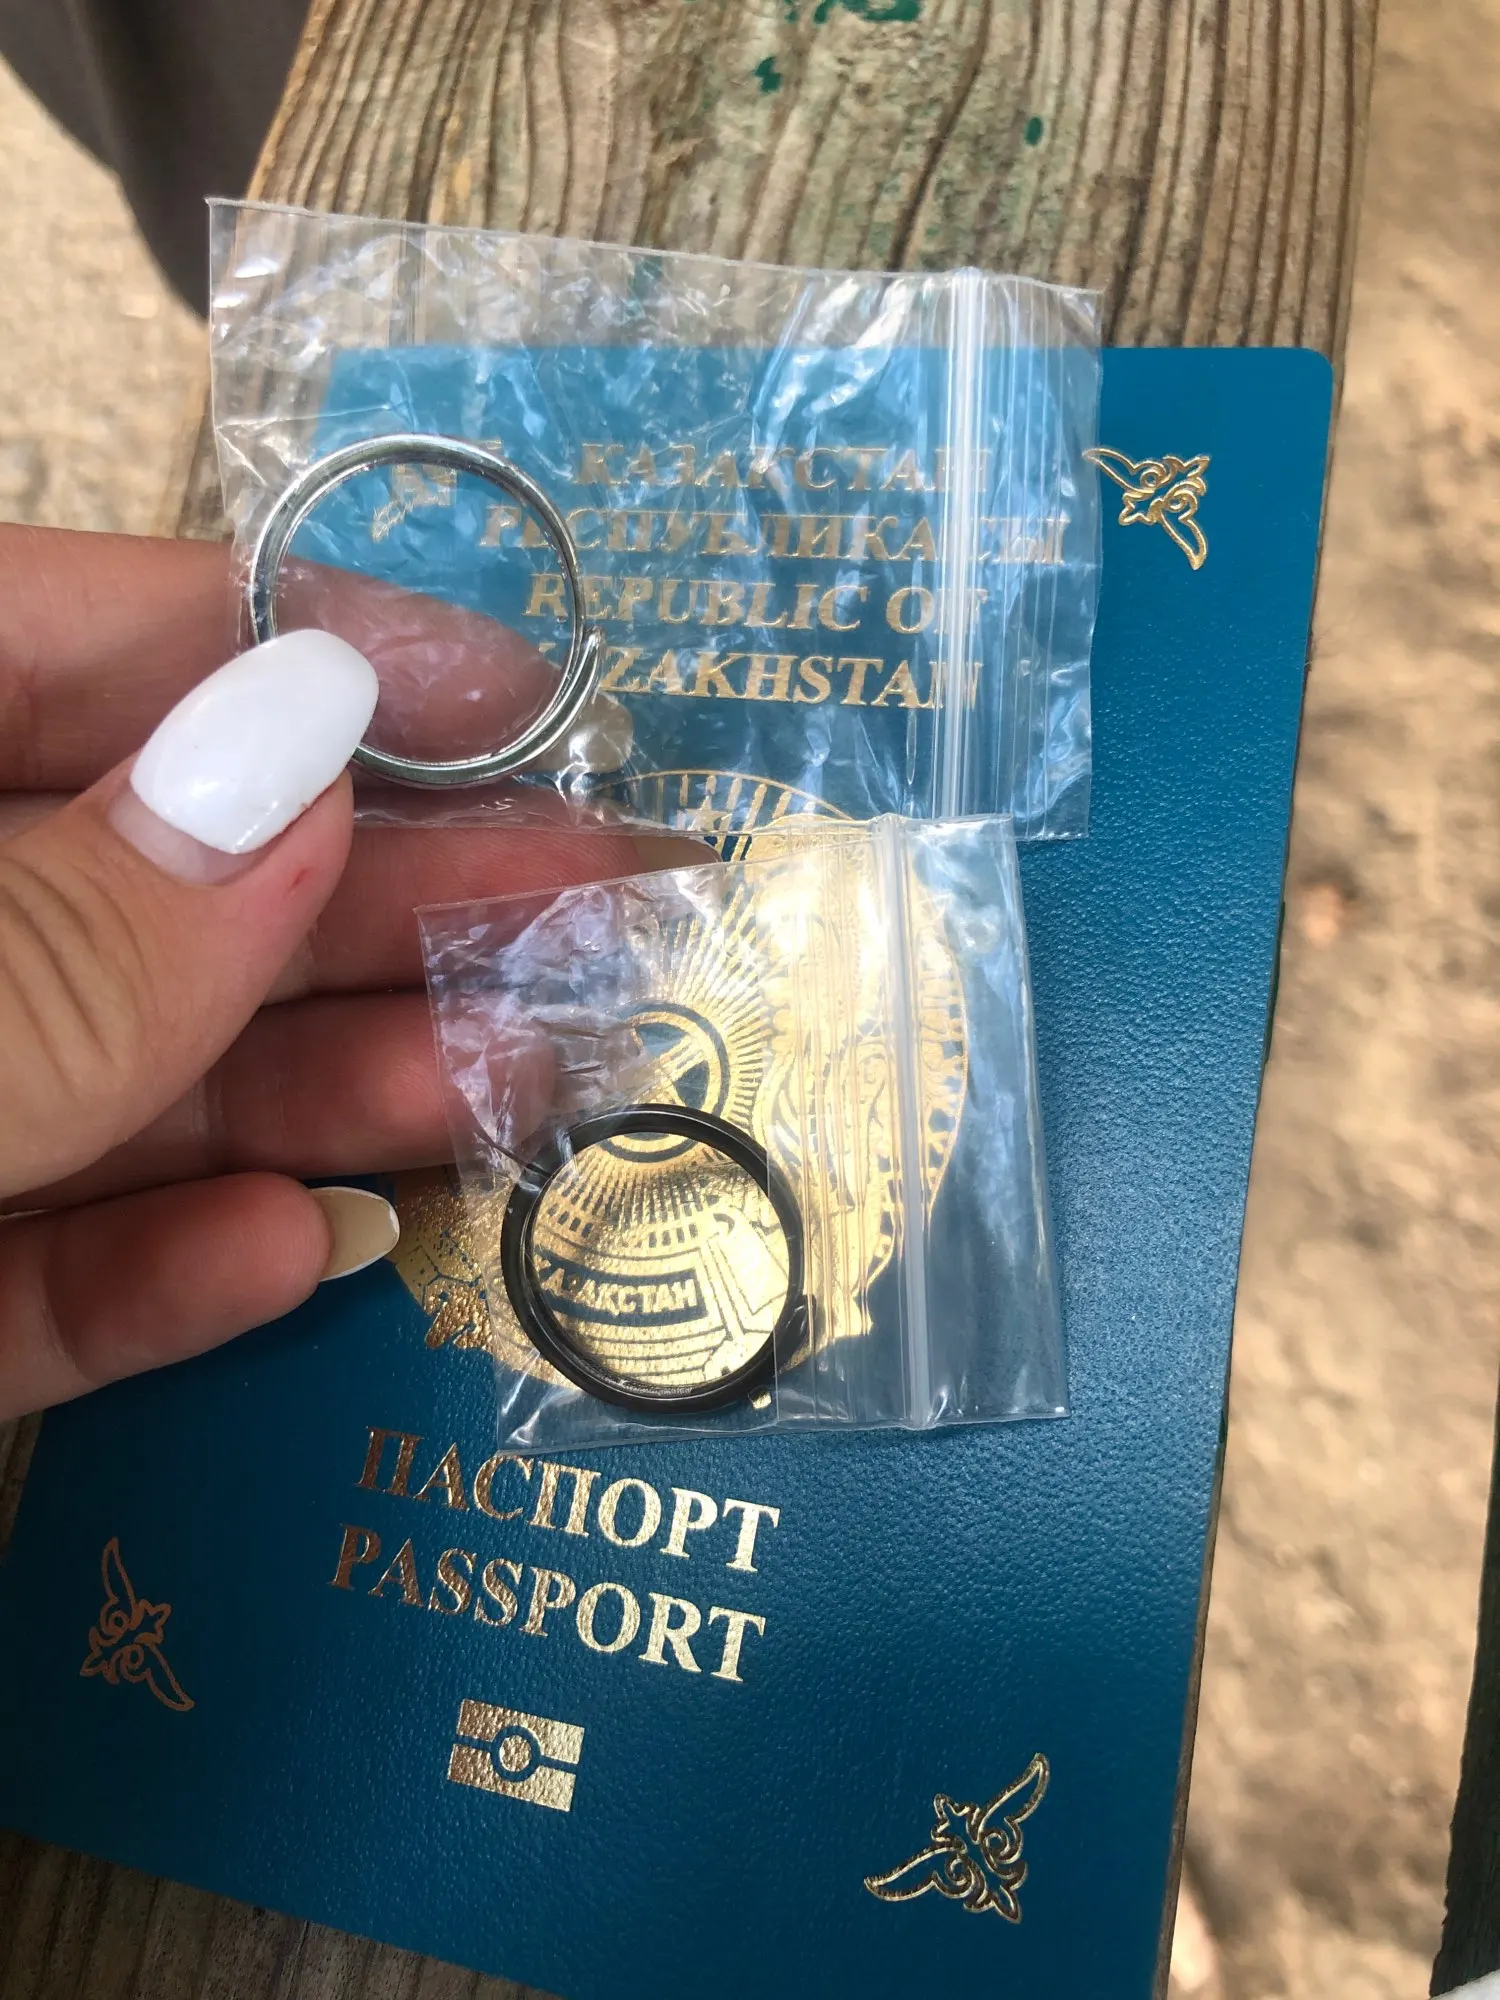 ҚАЗАҚСТАН
РЕСПУБЛИКАСЫ
REPUBLIC OF
KAZAKHSTAN
ҚАЗАҚСТАН
ПАСПОРТ
PASSPORT